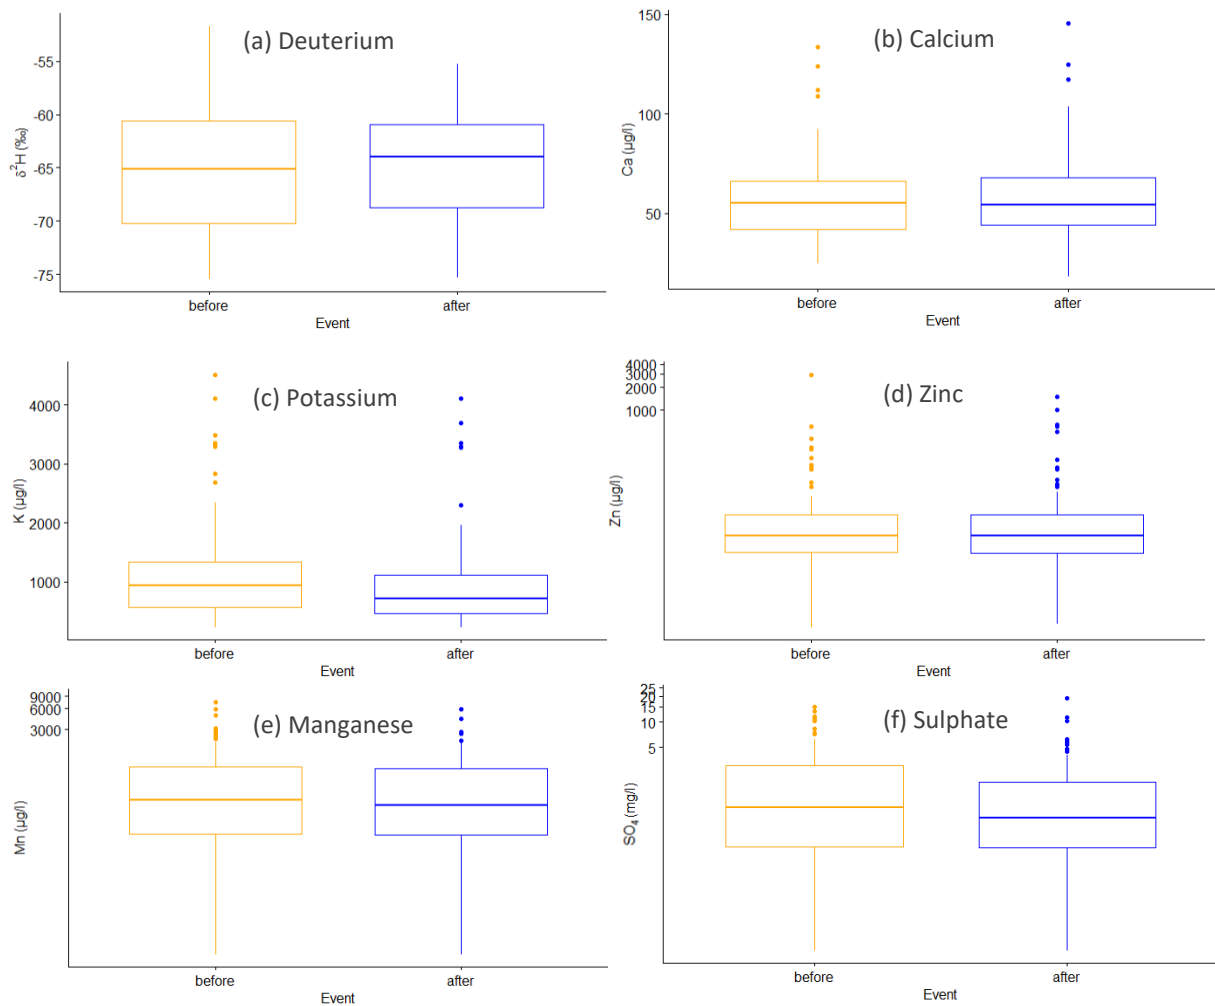 (a) Deuterium
-55
-60
-65
-70
-75
δ²H (‰)
before
after
Event
(b) Calcium
150
100
50
Ca (µg/l)
before
after
Event
(c) Potassium
4000
3000
2000
1000
K (µg/l)
before
after
Event
(d) Zinc
4000
3000
2000
1000
Zn (µg/l)
before
after
Event
(e) Manganese
9000
6000
3000
Mn (µg/l)
before
after
Event
(f) Sulphate
25
20
15
10
5
SO₄ (mg/l)
before
after
Event